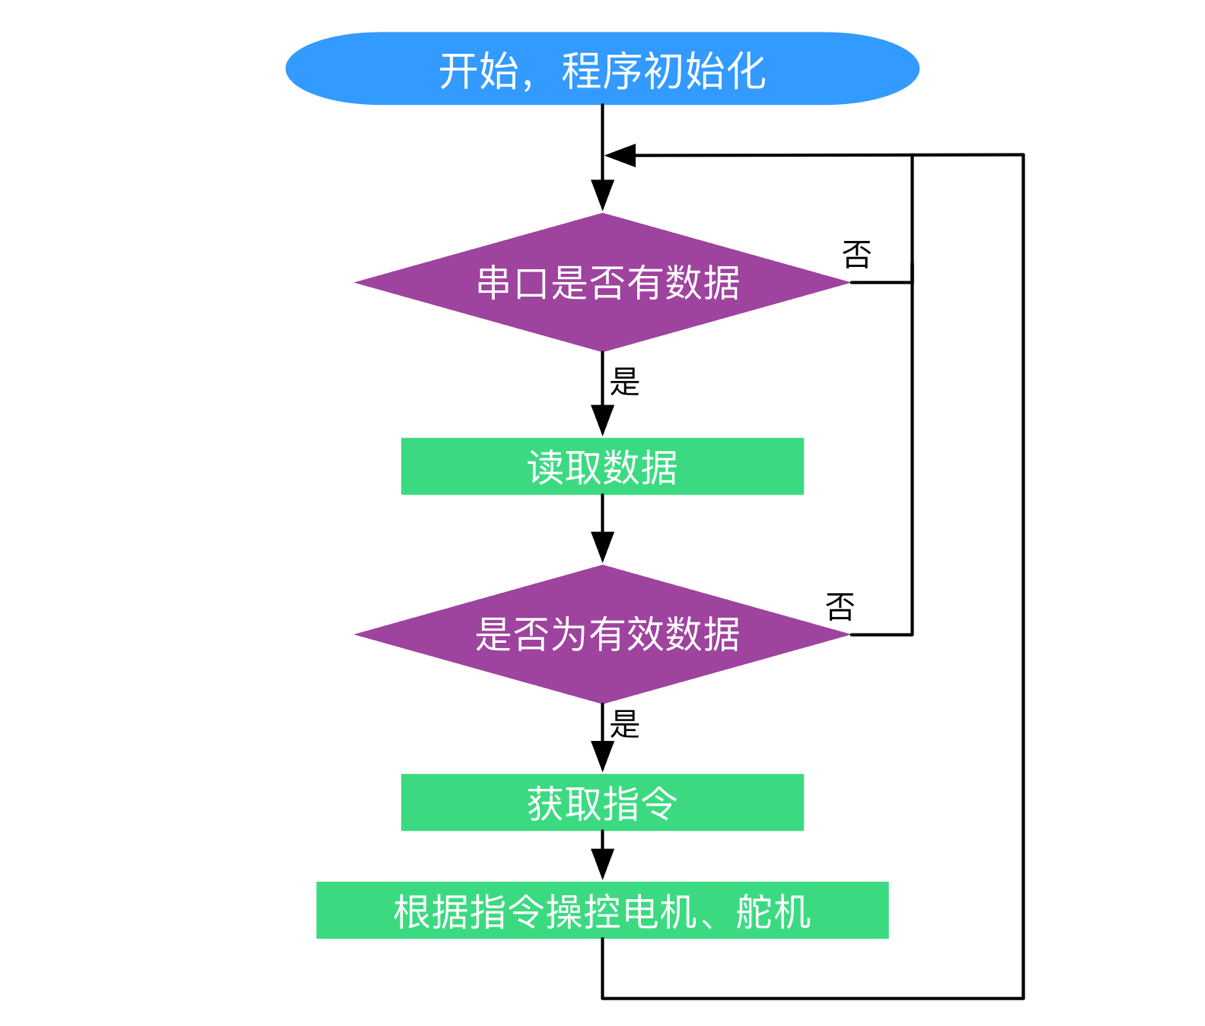 开始，程序初始化
串口是否有数据
否
是
读取数据
是否为有效数据
否
是
获取指令
根据指令操控电机、舵机